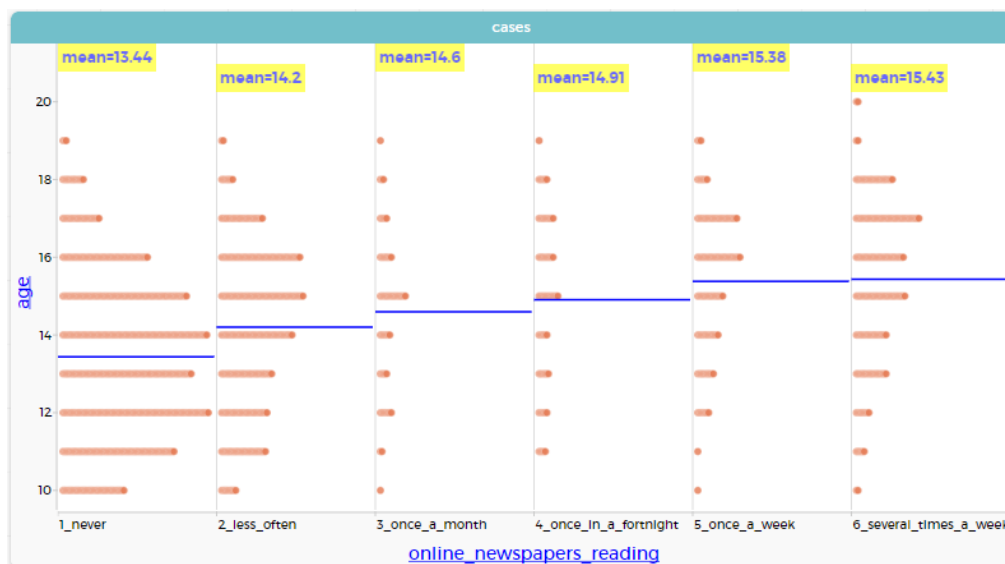 cases
mean=13.44
mean=14.2
mean=14.6
mean=14.91
mean=15.38
mean=15.43
20
18
16
14
12
10
age
1_never
2_less_often
3_once_a_month
4_once_in_a_fortnight
5_once_a_week
6_several_times_a_week
online_newspapers_reading